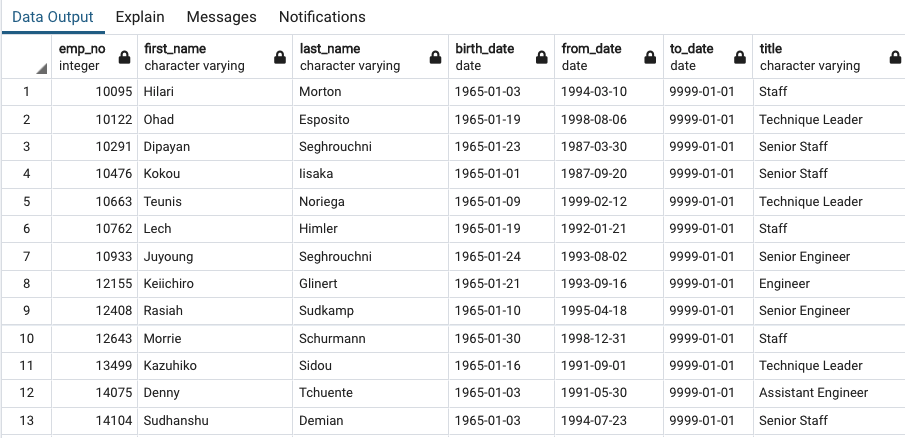 Data Output Explain Messages Notifications
emp_no first_name last_name birth_date from_date to_date title
integer character varying character varying date date date character varying
1 10095 Hilari Morton 1965-01-03 1994-03-10 9999-01-01 Staff
2 10122 Ohad Esposito 1965-01-19 1998-08-06 9999-01-01 Technique Leader
3 10291 Dipayan Seghrouchni 1965-01-23 1987-03-30 9999-01-01 Senior Staff
4 10476 Kokou Iisaka 1965-01-01 1987-09-20 9999-01-01 Senior Staff
5 10663 Teunis Noriega 1965-01-09 1999-02-12 9999-01-01 Technique Leader
6 10762 Lech Himler 1965-01-19 1992-01-21 9999-01-01 Staff
7 10933 Juyoung Seghrouchni 1965-01-24 1993-08-02 9999-01-01 Senior Engineer
8 12155 Keiichiro Glinert 1965-01-21 1993-09-16 9999-01-01 Engineer
9 12408 Rasiah Sudkamp 1965-01-10 1995-04-18 9999-01-01 Senior Engineer
10 12643 Morrie Schurmann 1965-01-30 1998-12-31 9999-01-01 Staff
11 13499 Kazuhiko Sidou 1965-01-16 1991-09-01 9999-01-01 Technique Leader
12 14075 Denny Tchuente 1965-01-03 1991-05-30 9999-01-01 Assistant Engineer
13 14104 Sudhanshu Demian 1965-01-03 1994-07-23 9999-01-01 Senior Staff